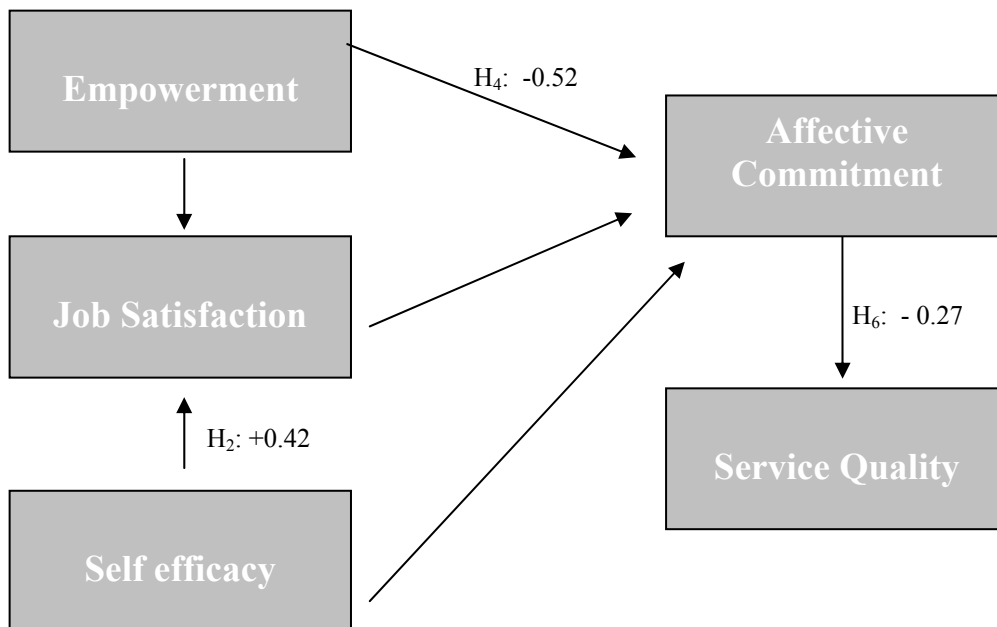 Empowerment
H₄: -0.52
Affective
Commitment
Job Satisfaction
H₆: - 0.27
H₂: +0.42
Service Quality
Self efficacy